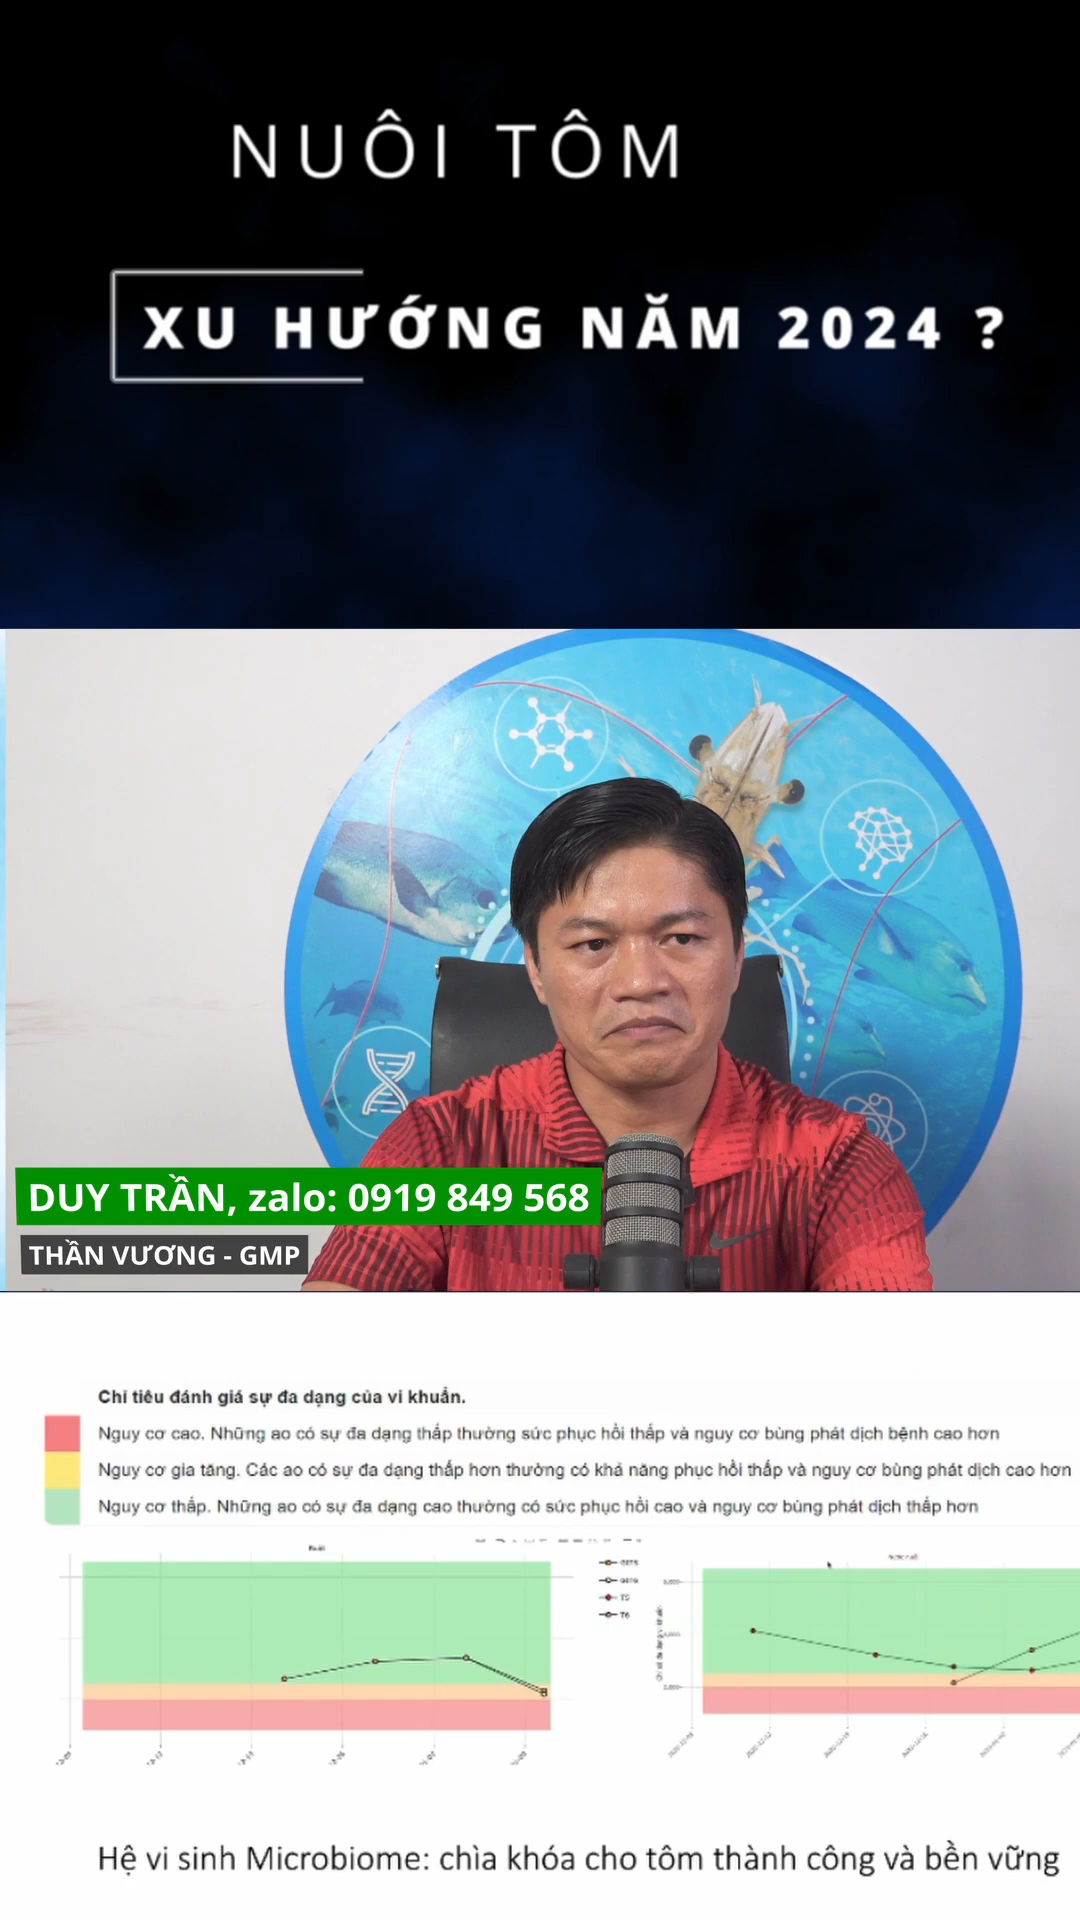 NUÔI TÔM
XU HƯỚNG NĂM 2024 ?
DUY TRẦN, zalo: 0919 849 568
THẦN VƯƠNG - GMP
Chỉ tiêu đánh giá sự đa dạng của vi khuẩn.
Nguy cơ cao. Những ao có sự đa dạng thấp thường sức phục hồi thấp và nguy cơ bùng phát dịch bệnh cao hơn
Nguy cơ gia tăng. Các ao có sự đa dạng thấp hơn thường có khả năng phục hồi thấp và nguy cơ bùng phát dịch cao hơn
Nguy cơ thấp. Những ao có sự đa dạng cao thường có sức phục hồi cao và nguy cơ bùng phát dịch thấp hơn
T5
T6
Hệ vi sinh Microbiome: chìa khóa cho tôm thành công và bền vững